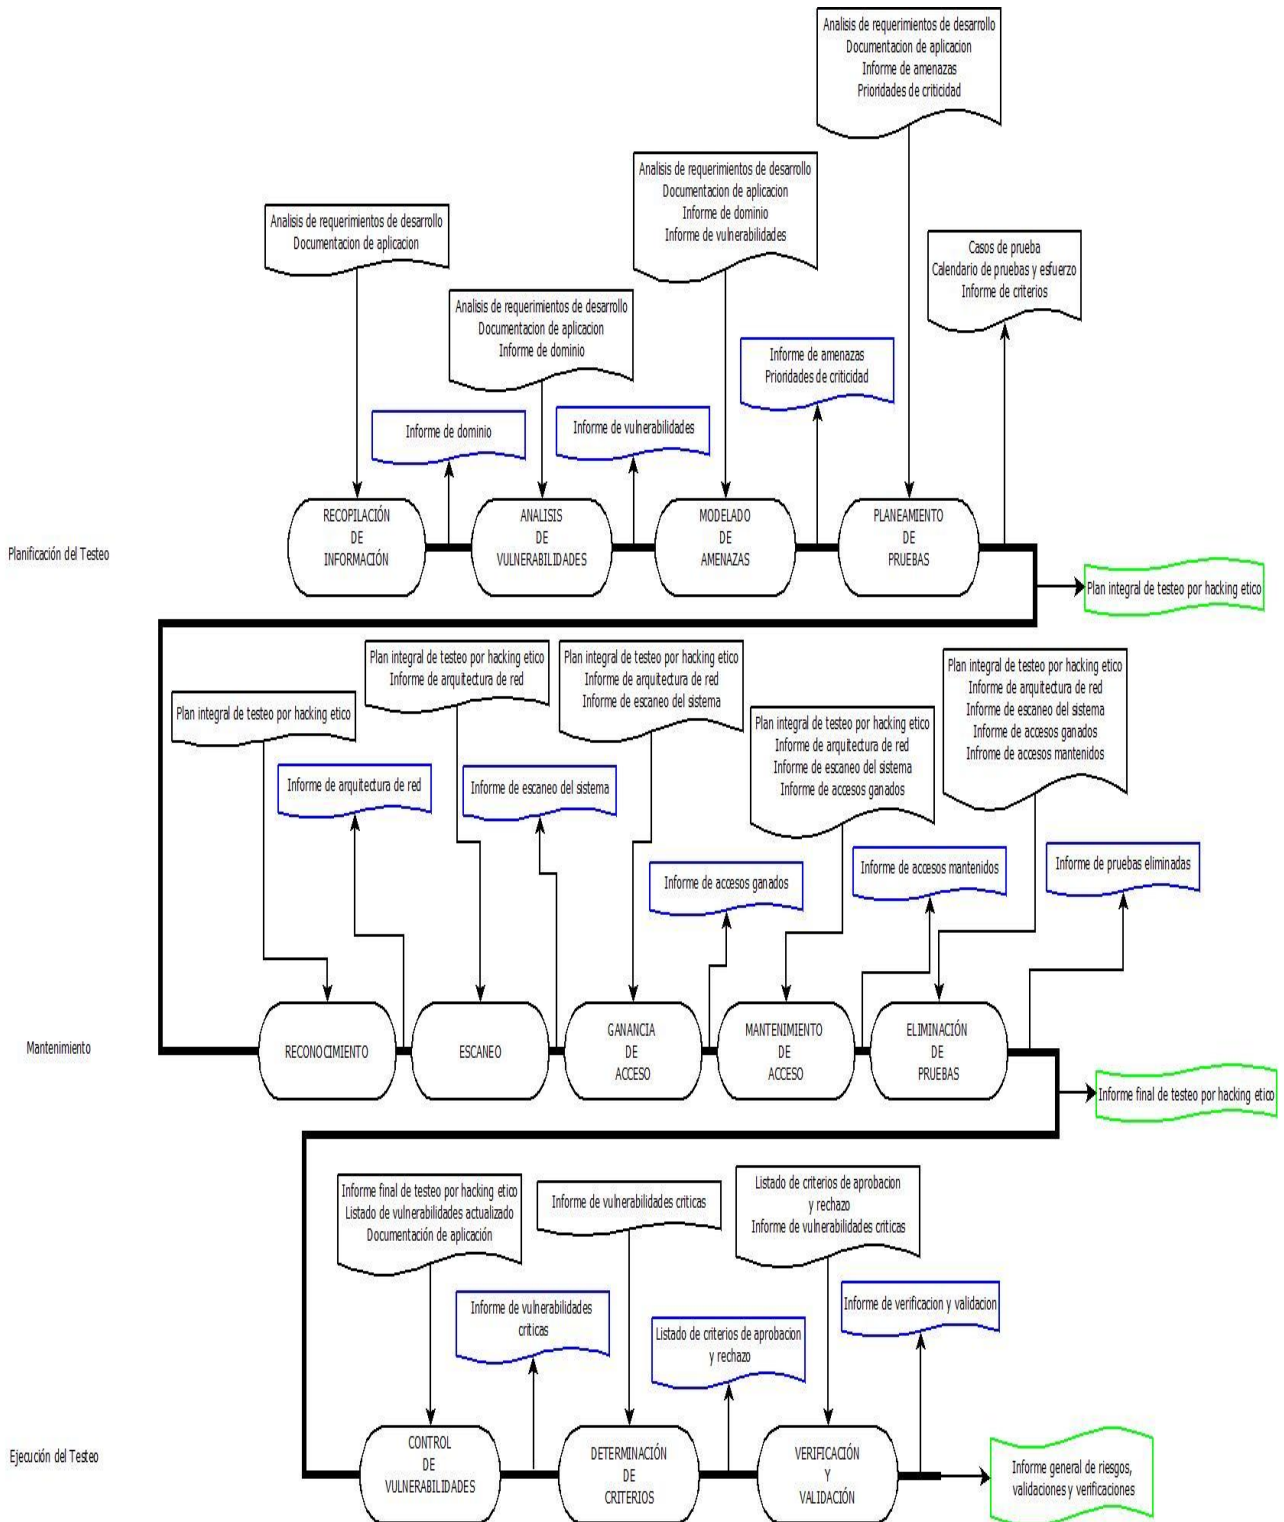 Analisis de requerimientos de desarrollo
Documentacion de aplicacion
Informe de amenazas
Prioridades de criticidad
Analisis de requerimientos de desarrollo
Documentacion de aplicacion
Informe de dominio
Informe de vulnerabilidades
Analisis de requerimientos de desarrollo
Documentacion de aplicacion
Casos de prueba
Calendario de pruebas y esfuerzo
Informe de criterios
Analisis de requerimientos de desarrollo
Documentacion de aplicacion
Informe de dominio
Informe de amenazas
Prioridades de criticidad
Informe de dominio
Informe de vulnerabilidades
Planificación del Testeo
RECOPILACIÓN
DE
INFORMACIÓN
ANALISIS
DE
VULNERABILIDADES
MODELADO
DE
AMENAZAS
PLANEAMIENTO
DE
PRUEBAS
Plan integral de testeo por hacking etico
Plan integral de testeo por hacking etico
Plan integral de testeo por hacking etico
Informe de arquitectura de red
Plan integral de testeo por hacking etico
Informe de arquitectura de red
Informe de escaneo del sistema
Plan integral de testeo por hacking etico
Informe de arquitectura de red
Informe de escaneo del sistema
Informe de accesos ganados
Plan integral de testeo por hacking etico
Informe de arquitectura de red
Informe de escaneo del sistema
Informe de accesos ganados
Infrome de accesos mantenidos
Informe de arquitectura de red
Informe de escaneo del sistema
Informe de accesos ganados
Informe de accesos mantenidos
Informe de pruebas eliminadas
Mantenimiento
RECONOCIMIENTO
ESCANEO
GANANCIA
DE
ACCESO
MANTENIMIENTO
DE
ACCESO
ELIMINACIÓN
DE
PRUEBAS
Informe final de testeo por hacking etico
Informe final de testeo por hacking etico
Listado de vulnerabilidades actualizado
Documentación de aplicación
Informe de vulnerabilidades criticas
Listado de criterios de aprobacion
y rechazo
Informe de vulnerabilidades criticas
Informe de vulnerabilidades
criticas
Listado de criterios de aprobacion
y rechazo
Informe de verificacion y validacion
Ejecución del Testeo
CONTROL
DE
VULNERABILIDADES
DETERMINACIÓN
DE
CRITERIOS
VERIFICACIÓN
Y
VALIDACIÓN
Informe general de riesgos,
validaciones y verificaciones